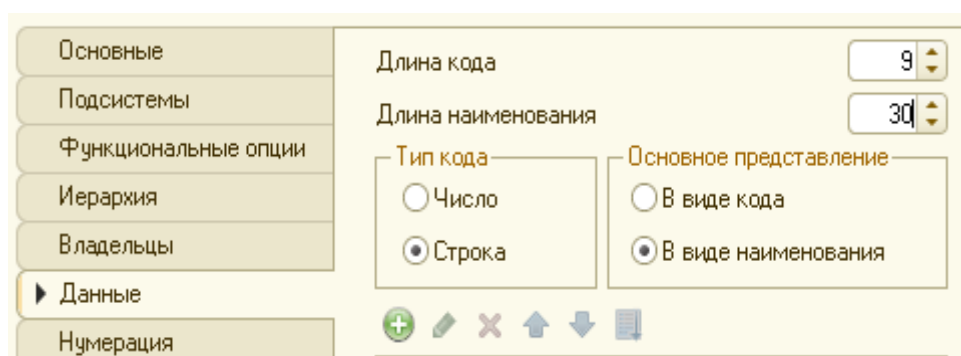 Основные
Подсистемы
Функциональные опции
Иерархия
Владельцы
Данные
Нумерация
Длина кода 9
Длина наименования 30
Тип кода
Число
Строка
Основное представление
В виде кода
В виде наименования